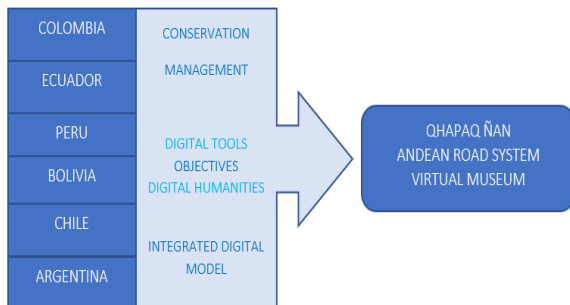 COLOMBIA
ECUADOR
PERU
BOLIVIA
CHILE
ARGENTINA
CONSERVATION
MANAGEMENT
DIGITAL TOOLS
OBJECTIVES
DIGITAL HUMANITIES
INTEGRATED DIGITAL
MODEL
QHAPAQ ÑAN
ANDEAN ROAD SYSTEM
VIRTUAL MUSEUM